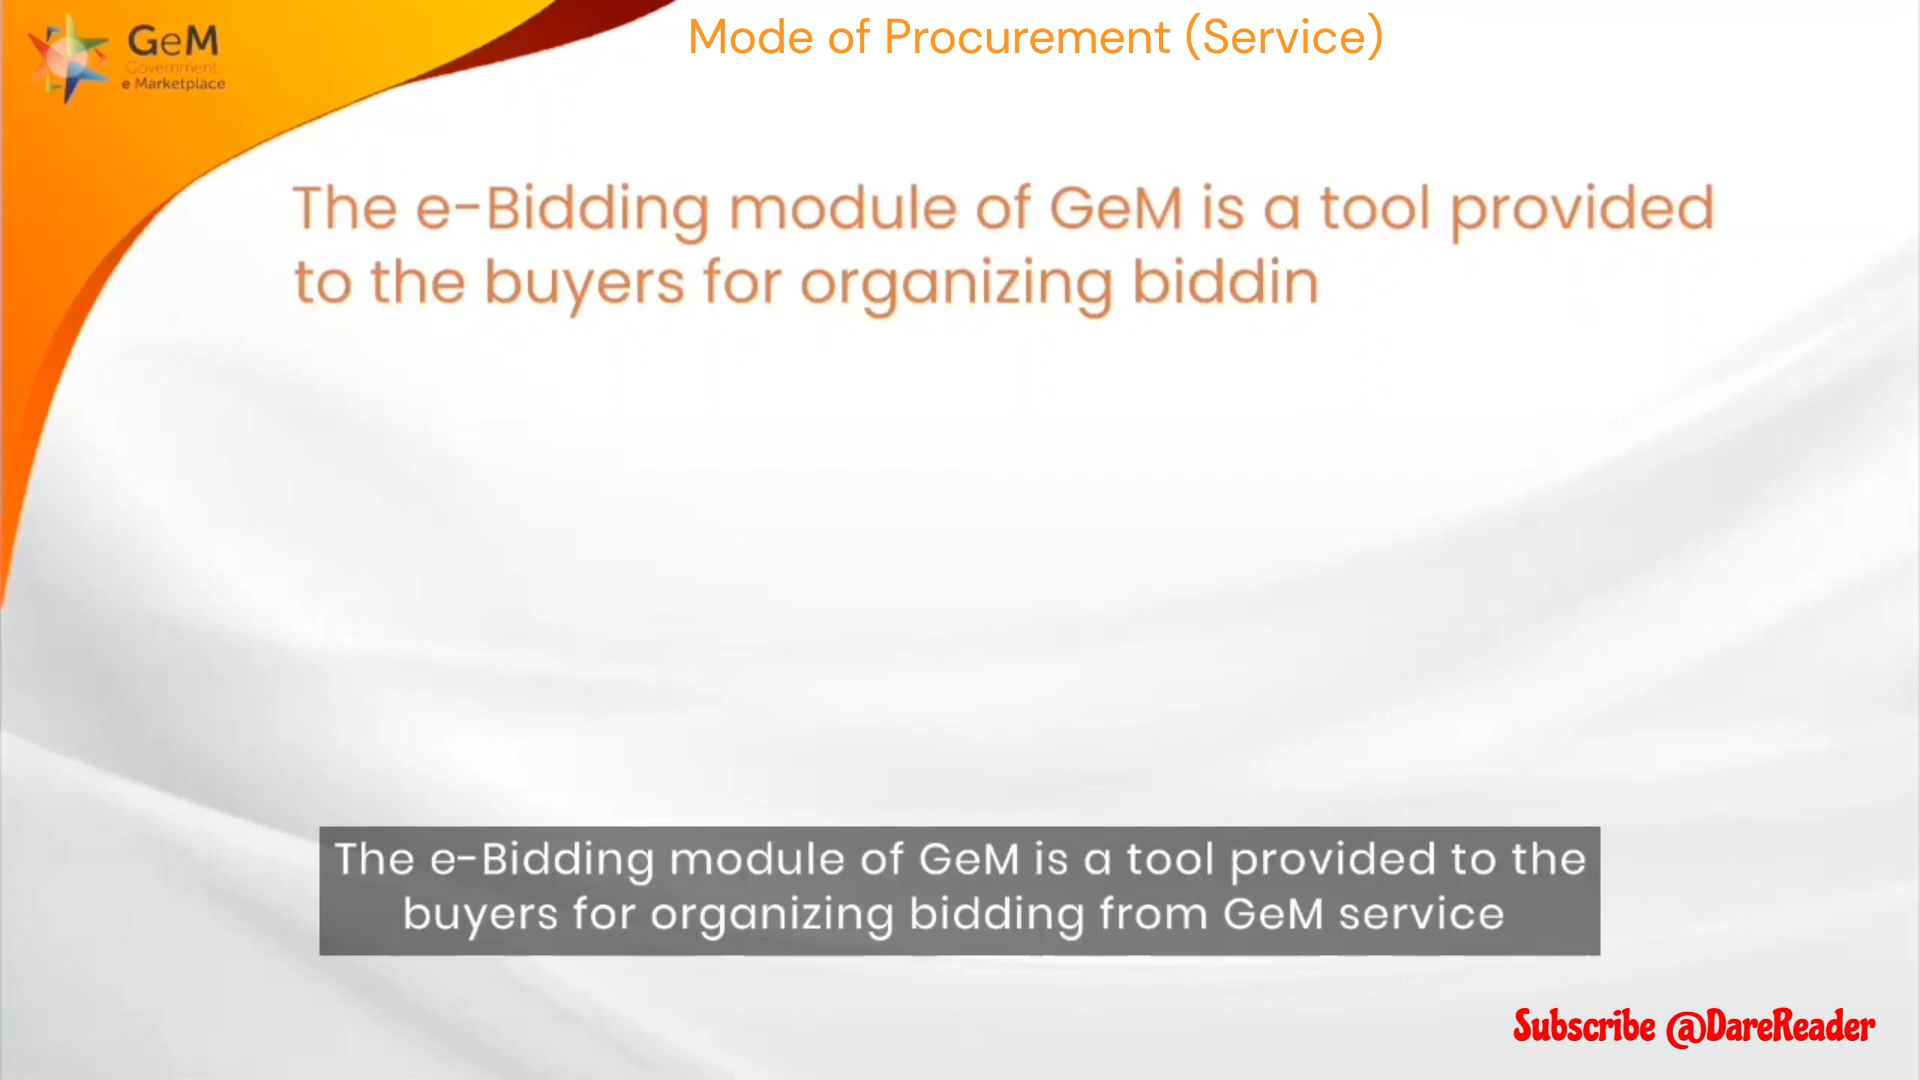 GeM
Government
e Marketplace
Mode of Procurement (Service)
The e-Bidding module of GeM is a tool provided
to the buyers for organizing biddin
The e-Bidding module of GeM is a tool provided to the
buyers for organizing bidding from GeM service
Subscribe @DareReader